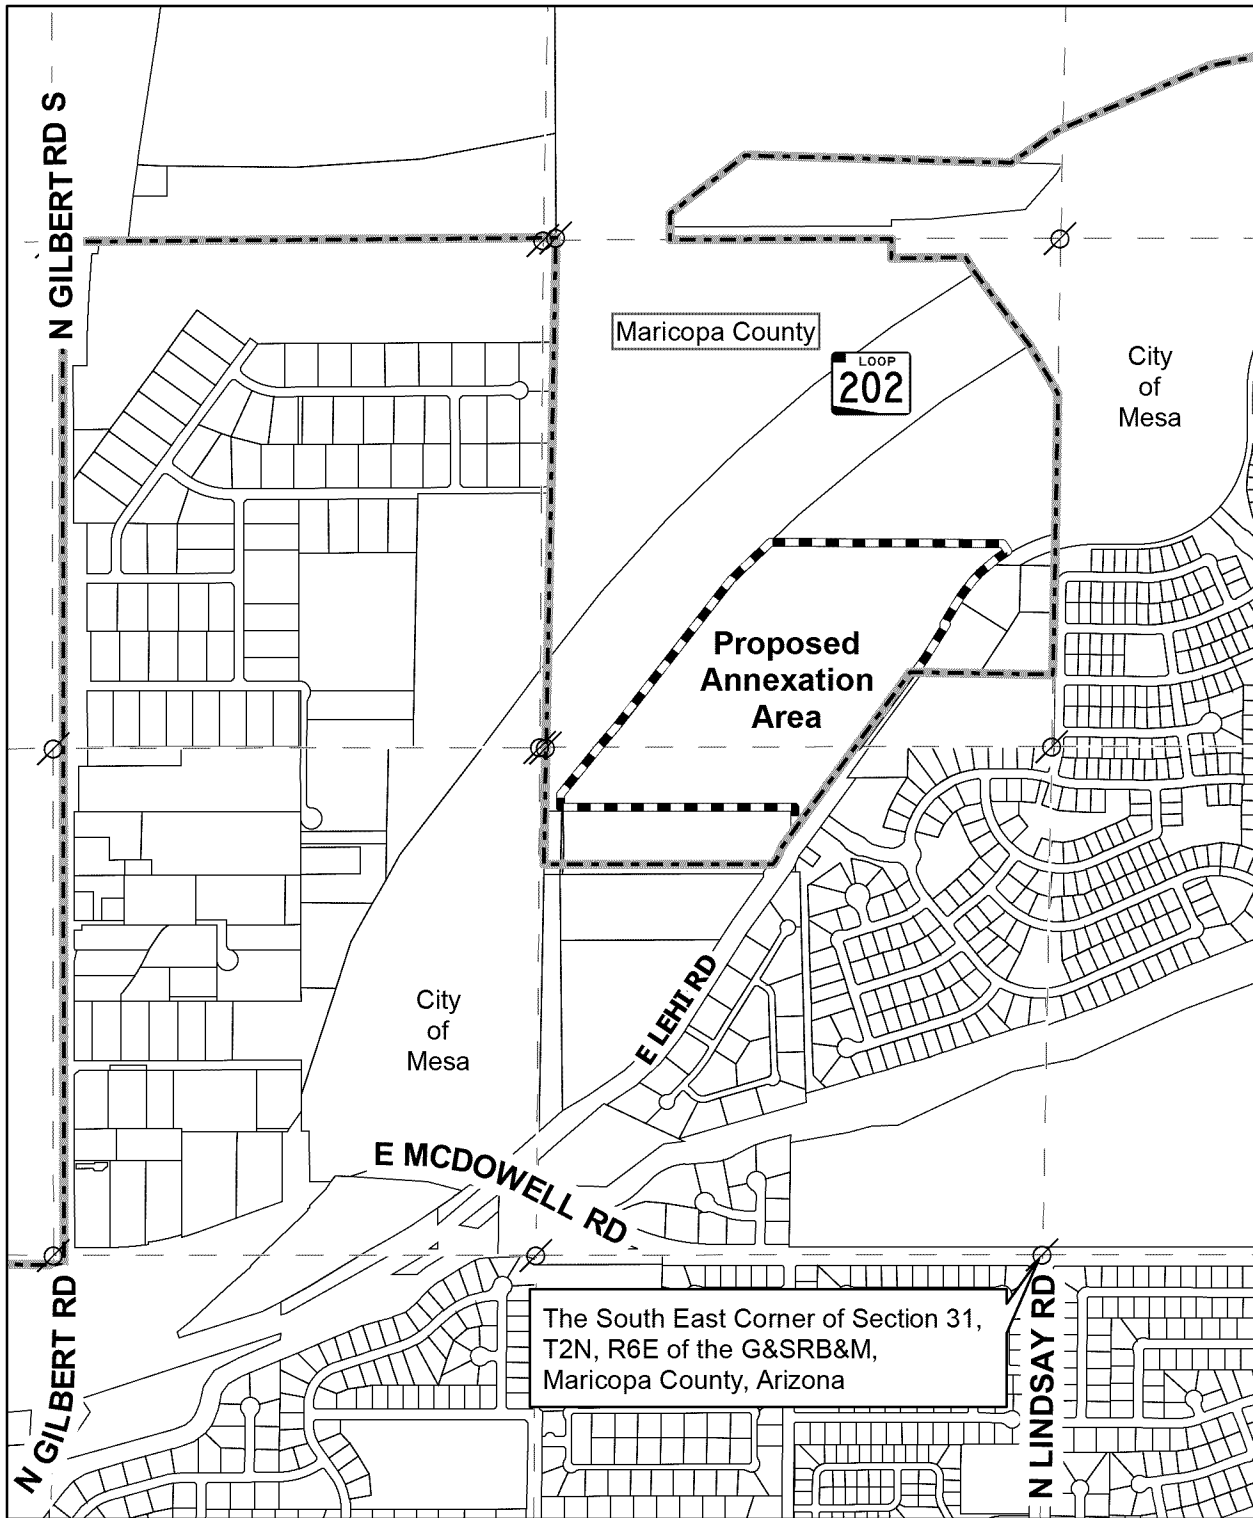 N GILBERT RD S
Maricopa County
LOOP
202
City
of
Mesa
Proposed
Annexation
Area
City
of
Mesa
E LEHI RD
E MCDOWELL RD
N GILBERT RD
The South East Corner of Section 31,
T2N, R6E of the G&SRB&M,
Maricopa County, Arizona
N LINDSAY RD